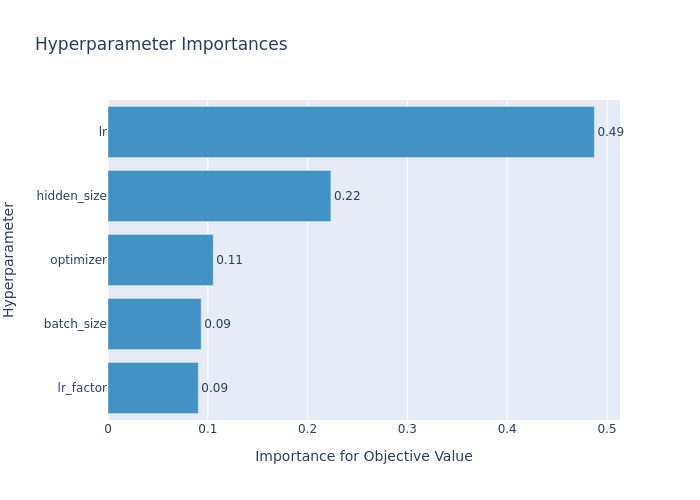 Hyperparameter Importances
Hyperparameter
lr 0.49
hidden_size 0.22
optimizer 0.11
batch_size 0.09
lr_factor 0.09
0 0.1 0.2 0.3 0.4 0.5
Importance for Objective Value